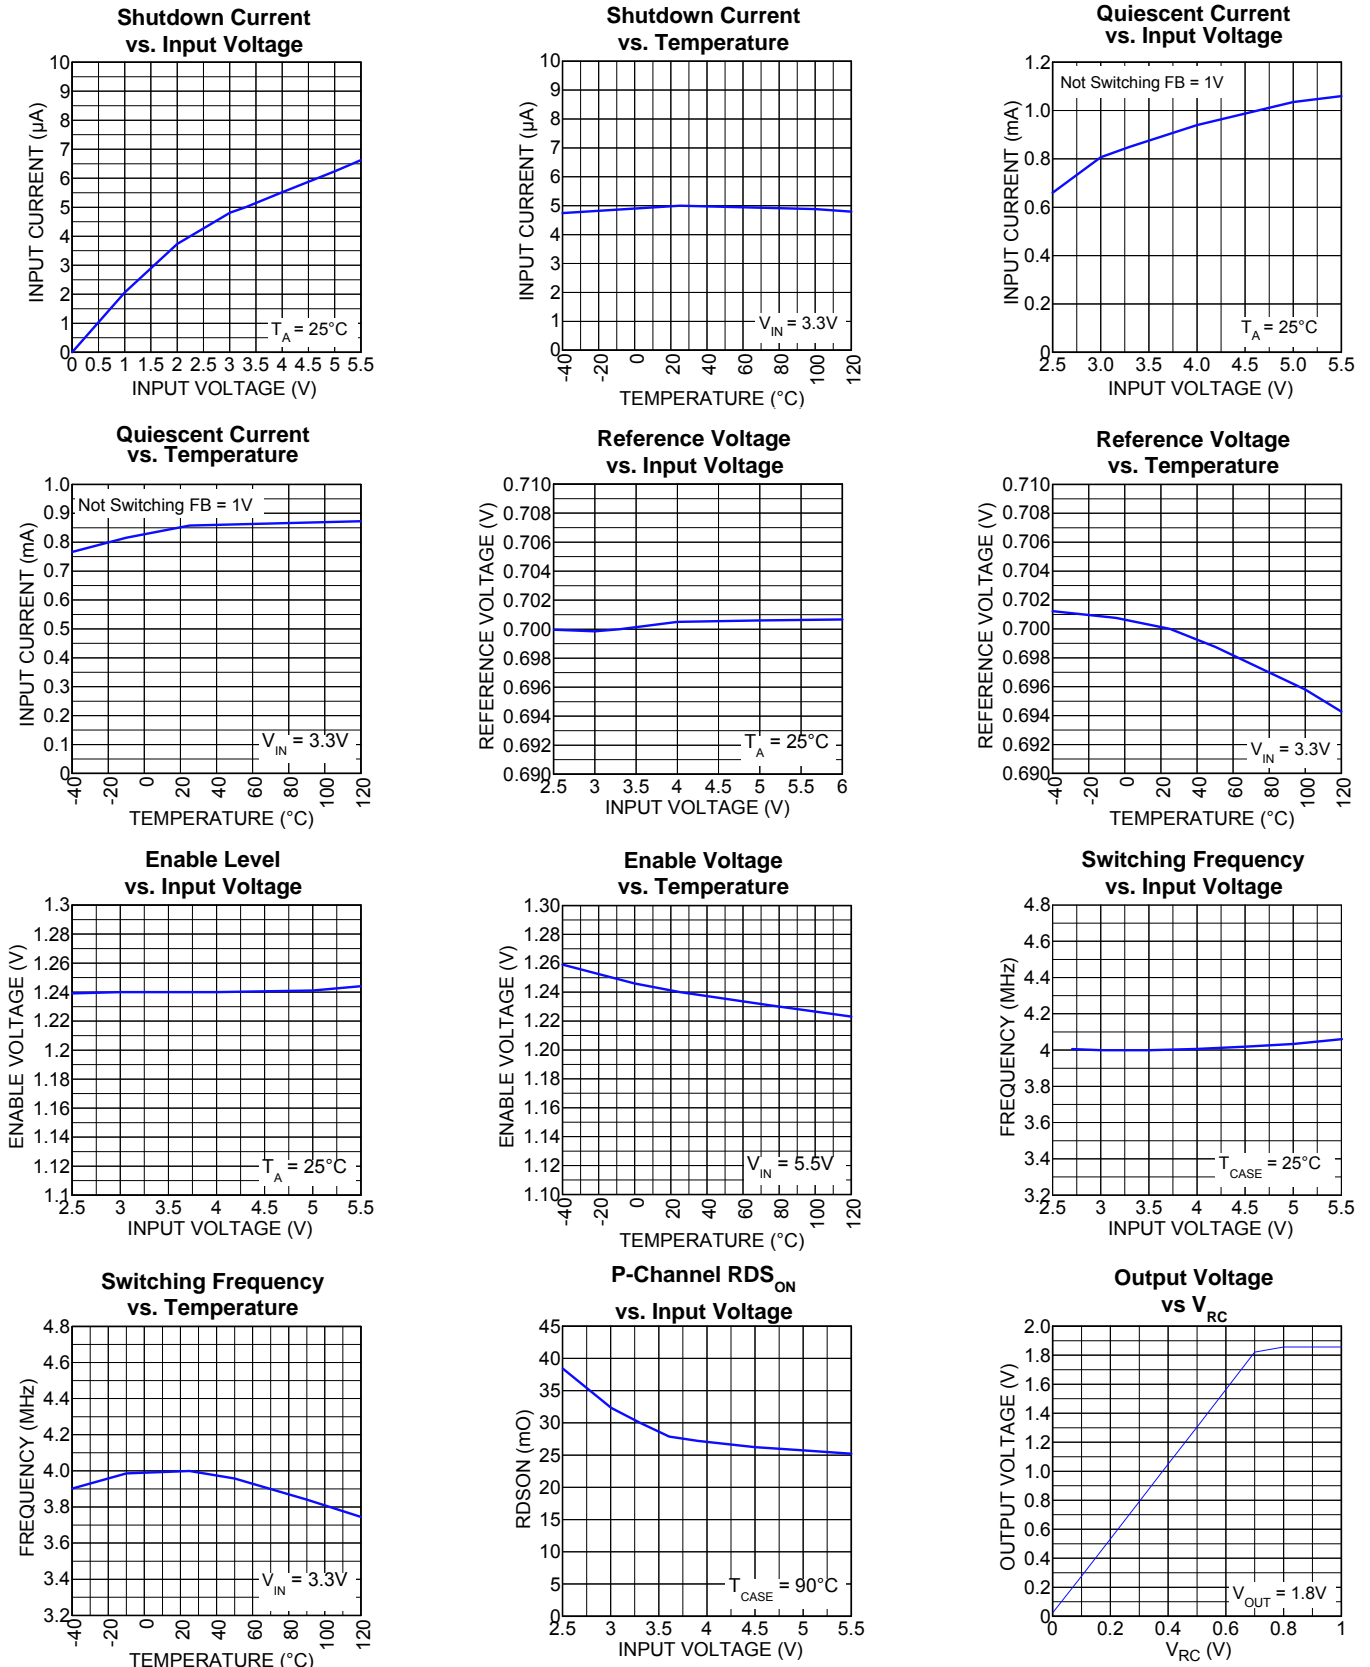 Shutdown Current
vs. Input Voltage
10
9
8
7
6
5
4
3
2
1
0
INPUT CURRENT (µA)
T_A = 25°C
0 0.5 1 1.5 2 2.5 3 3.5 4 4.5 5 5.5
INPUT VOLTAGE (V)
Shutdown Current
vs. Temperature
10
9
8
7
6
5
4
3
2
1
0
INPUT CURRENT (µA)
V_IN = 3.3V
-40 -20 0 20 40 60 80 100 120
TEMPERATURE (°C)
Quiescent Current
vs. Input Voltage
1.2
1.0
0.8
0.6
0.4
0.2
0
INPUT CURRENT (mA)
Not Switching FB = 1V
T_A = 25°C
2.5 3.0 3.5 4.0 4.5 5.0 5.5
INPUT VOLTAGE (V)
Quiescent Current
vs. Temperature
1.0
0.9
0.8
0.7
0.6
0.5
0.4
0.3
0.2
0.1
0
INPUT CURRENT (mA)
Not Switching FB = 1V
V_IN = 3.3V
-40 -20 0 20 40 60 80 100 120
TEMPERATURE (°C)
Reference Voltage
vs. Input Voltage
0.710
0.708
0.706
0.704
0.702
0.700
0.698
0.696
0.694
0.692
0.690
REFERENCE VOLTAGE (V)
T_A = 25°C
2.5 3 3.5 4 4.5 5 5.5 6
INPUT VOLTAGE (V)
Reference Voltage
vs. Temperature
0.710
0.708
0.706
0.704
0.702
0.700
0.698
0.696
0.694
0.692
0.690
REFERENCE VOLTAGE (V)
V_IN = 3.3V
-40 -20 0 20 40 60 80 100 120
TEMPERATURE (°C)
Enable Level
vs. Input Voltage
1.3
1.28
1.26
1.24
1.22
1.2
1.18
1.16
1.14
1.12
1.1
ENABLE VOLTAGE (V)
T_A = 25°C
2.5 3 3.5 4 4.5 5 5.5
INPUT VOLTAGE (V)
Enable Voltage
vs. Temperature
1.30
1.28
1.26
1.24
1.22
1.20
1.18
1.16
1.14
1.12
1.10
ENABLE VOLTAGE (V)
V_IN = 5.5V
-40 -20 0 20 40 60 80 100 120
TEMPERATURE (°C)
Switching Frequency
vs. Input Voltage
4.8
4.6
4.4
4.2
4
3.8
3.6
3.4
3.2
FREQUENCY (MHz)
T_CASE = 25°C
2.5 3 3.5 4 4.5 5 5.5
INPUT VOLTAGE (V)
Switching Frequency
vs. Temperature
4.8
4.6
4.4
4.2
4.0
3.8
3.6
3.4
3.2
FREQUENCY (MHz)
V_IN = 3.3V
-40 -20 0 20 40 60 80 100 120
TEMPERATURE (°C)
P-Channel RDS_ON
vs. Input Voltage
45
40
35
30
25
20
15
10
5
0
RDSON (mO)
T_CASE = 90°C
2.5 3 3.5 4 4.5 5 5.5
INPUT VOLTAGE (V)
Output Voltage
vs V_RC
2.0
1.8
1.6
1.4
1.2
1.0
0.8
0.6
0.4
0.2
0
OUTPUT VOLTAGE (V)
V_OUT = 1.8V
0 0.2 0.4 0.6 0.8 1
V_RC (V)